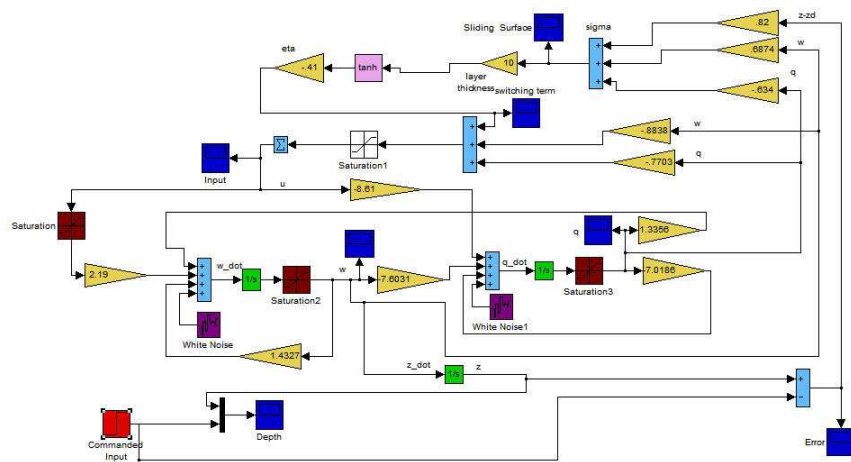 z-zd
.82
Sliding Surface
sigma
w
.6874
eta
-.41
tanh
10
layer
thickness
q
-.634
switching term
w
-.8838
q
-.7703
Saturation1
Input
u
-8.61
Saturation
q
1.3356
w_dot
1/s
w
q_dot
1/s
2.19
Saturation2
-7.6031
Saturation3
-7.0186
White Noise
White Noise1
1.4327
z_dot
1/s
z
Depth
Commanded
Input
Error